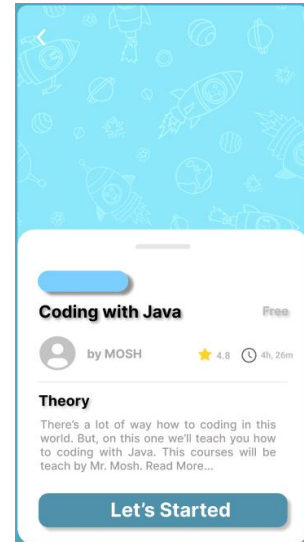 Coding with Java
Free
by MOSH
4.8
4h, 26m
Theory
There's a lot of way how to coding in this
world. But, on this one we'll teach you how
to coding with Java. This courses will be
teach by Mr. Mosh. Read More...
Let's Started